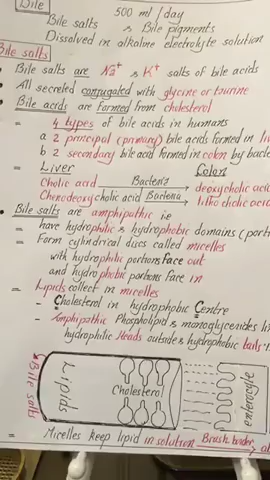 Bile 500 ml/day
Bile salts & Bile pigments
Dissolved in alkaline electrolyte solution
Bile salts
• Bile salts are Na+ & K+ salts of bile acids
• All secreted conjugated with glycine or taurine
• Bile acids are formed from cholesterol
= 4 types of bile acids in humans
a 2 principal (primary) bile acids formed in
b 2 secondary bile acid formed in colon by
= Liver Colon
Cholic acid Bacteria deoxycholic
Chenodeoxycholic acid Bacteria litho cholic
• Bile salts are amphipathic ie
= have hydrophilic & hydrophobic domains
= Form cylindrical discs called micelles
with hydrophilic portions Face out
and hydrophobic portions face in
= Lipids collect in micelles
- Cholesterol in hydrophobic Centre
- Amphipathic Phospholipid & monoglycerides
hydrophilic Heads outside & hydrophobic tails
Bile salts Lipids Cholesterol enterocyte
= Micelles keep lipid in solution Brush border